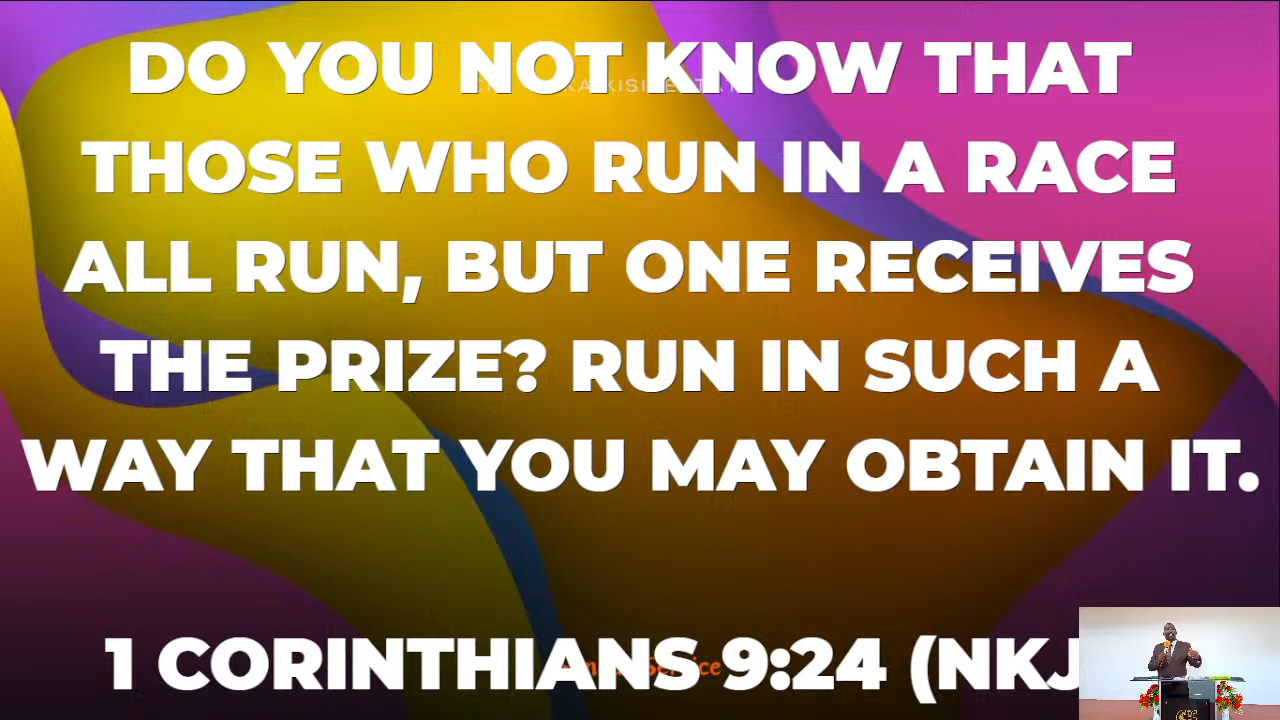 DO YOU NOT KNOW THAT
THOSE WHO RUN IN A RACE
ALL RUN, BUT ONE RECEIVES
THE PRIZE? RUN IN SUCH A
WAY THAT YOU MAY OBTAIN IT.
1 CORINTHIANS 9:24 (NKJ